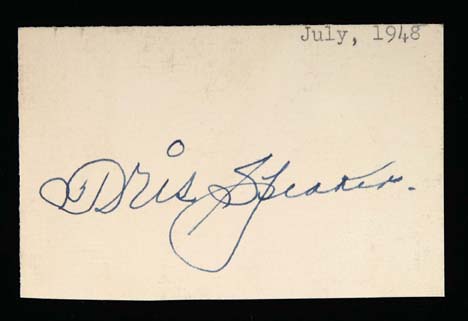 July, 1948
Tris Speaker.